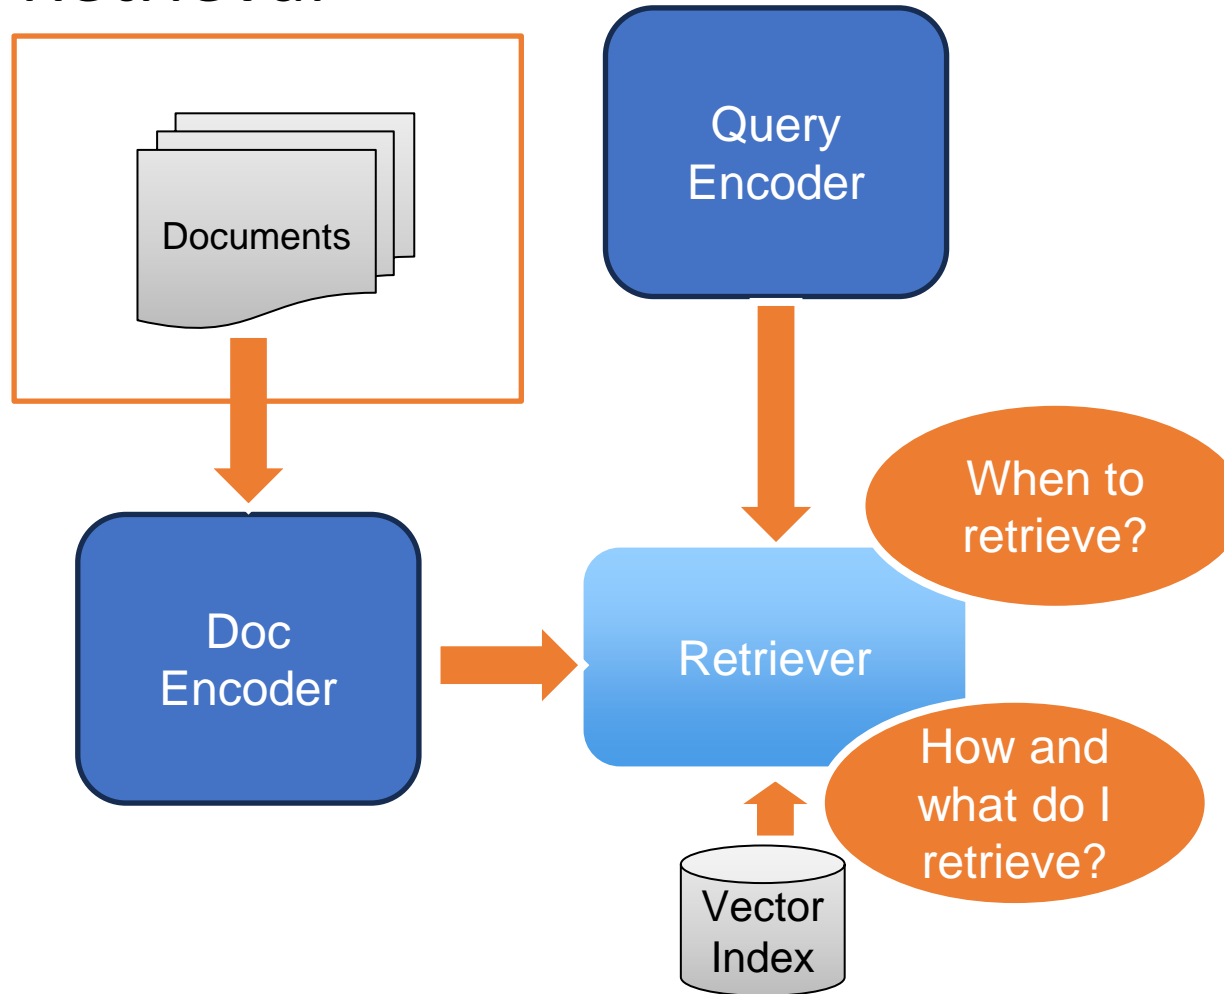 Query
Encoder
Documents
When to
retrieve?
Doc
Encoder
Retriever
How and
what do I
retrieve?
Vector
Index